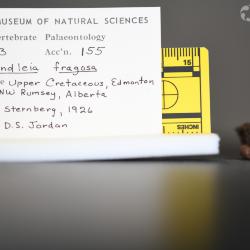 MUSEUM OF NATURAL SCIENCES
vertebrate Palaeontology
3 Acc'n. 155
ndleia fragosa
e Upper Cretaceous, Edmonton
NW Rumsey, Alberta
Sternberg, 1926
D.S. Jordan
15
INCHES